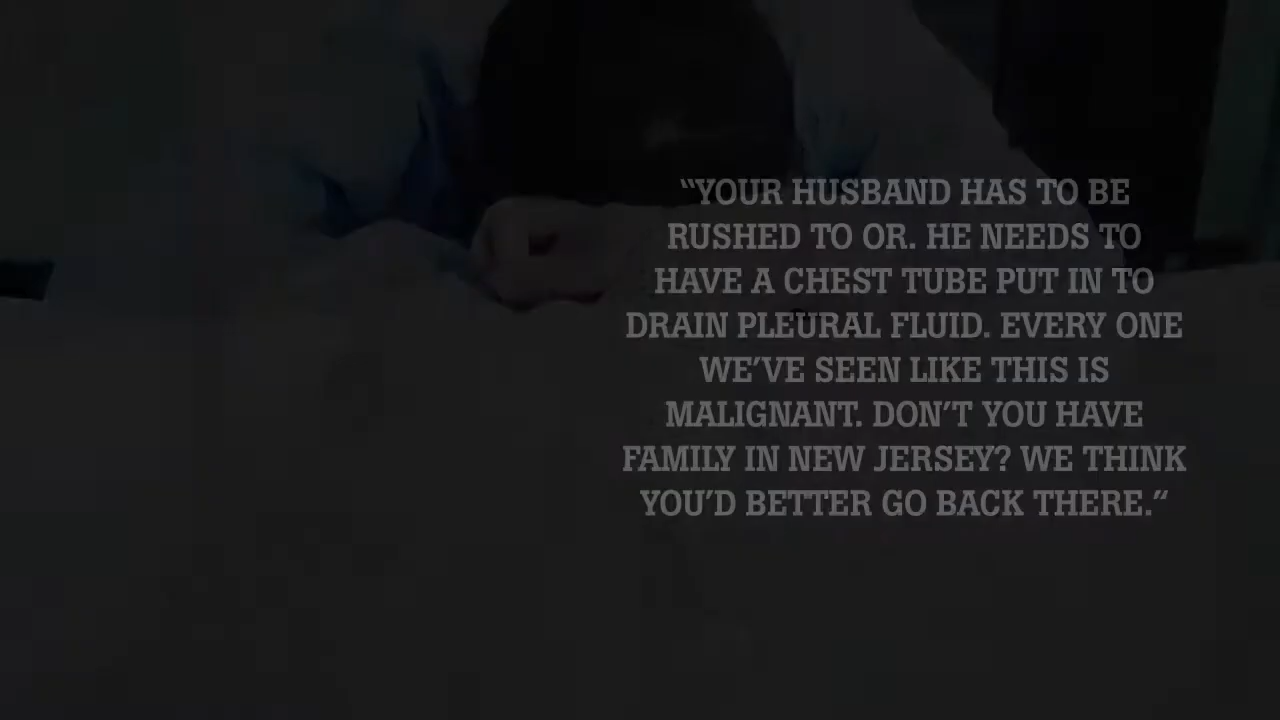 “YOUR HUSBAND HAS TO BE
RUSHED TO OR. HE NEEDS TO
HAVE A CHEST TUBE PUT IN TO
DRAIN PLEURAL FLUID. EVERY ONE
WE’VE SEEN LIKE THIS IS
MALIGNANT. DON’T YOU HAVE
FAMILY IN NEW JERSEY? WE THINK
YOU’D BETTER GO BACK THERE.“